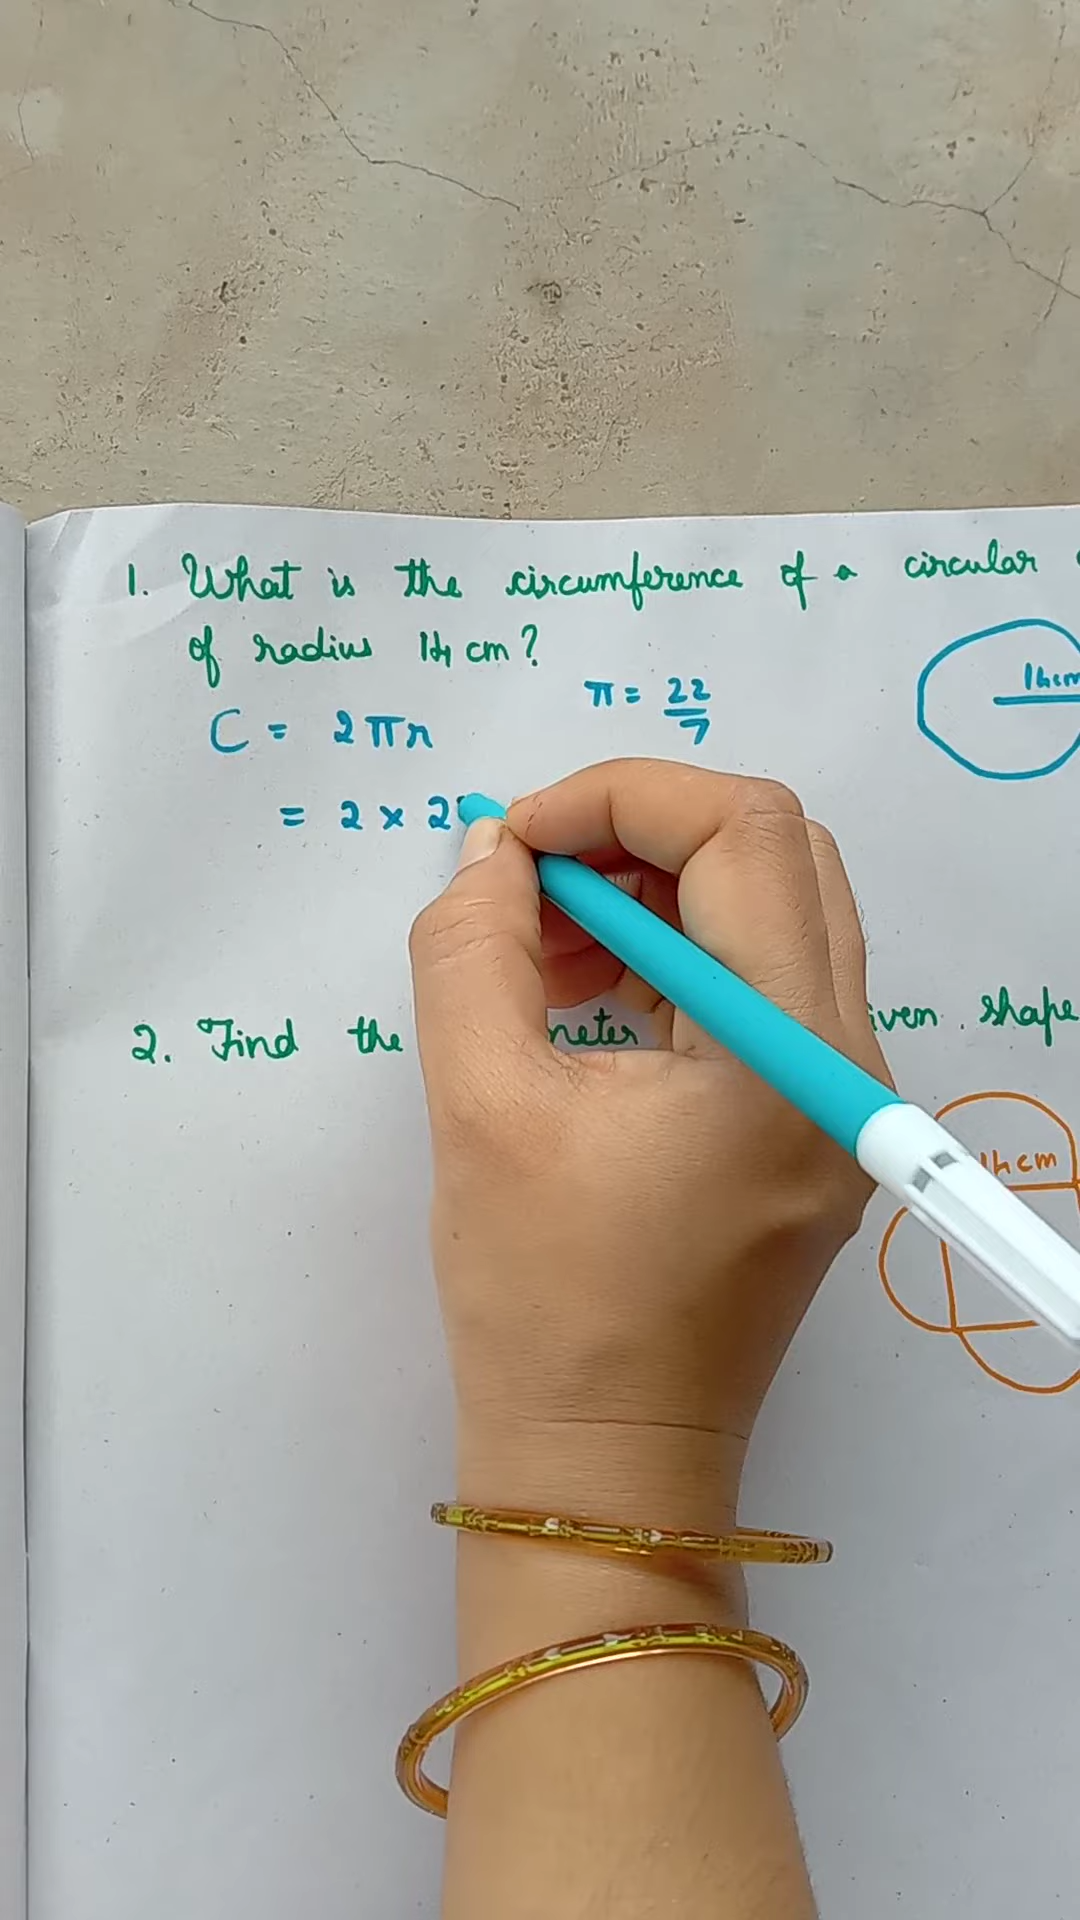 1. What is the circumference of a circular
of radius 14 cm?
14cm
C = 2πr
π = 22/7
= 2 × 2
2. Find the meter iven shape
14cm